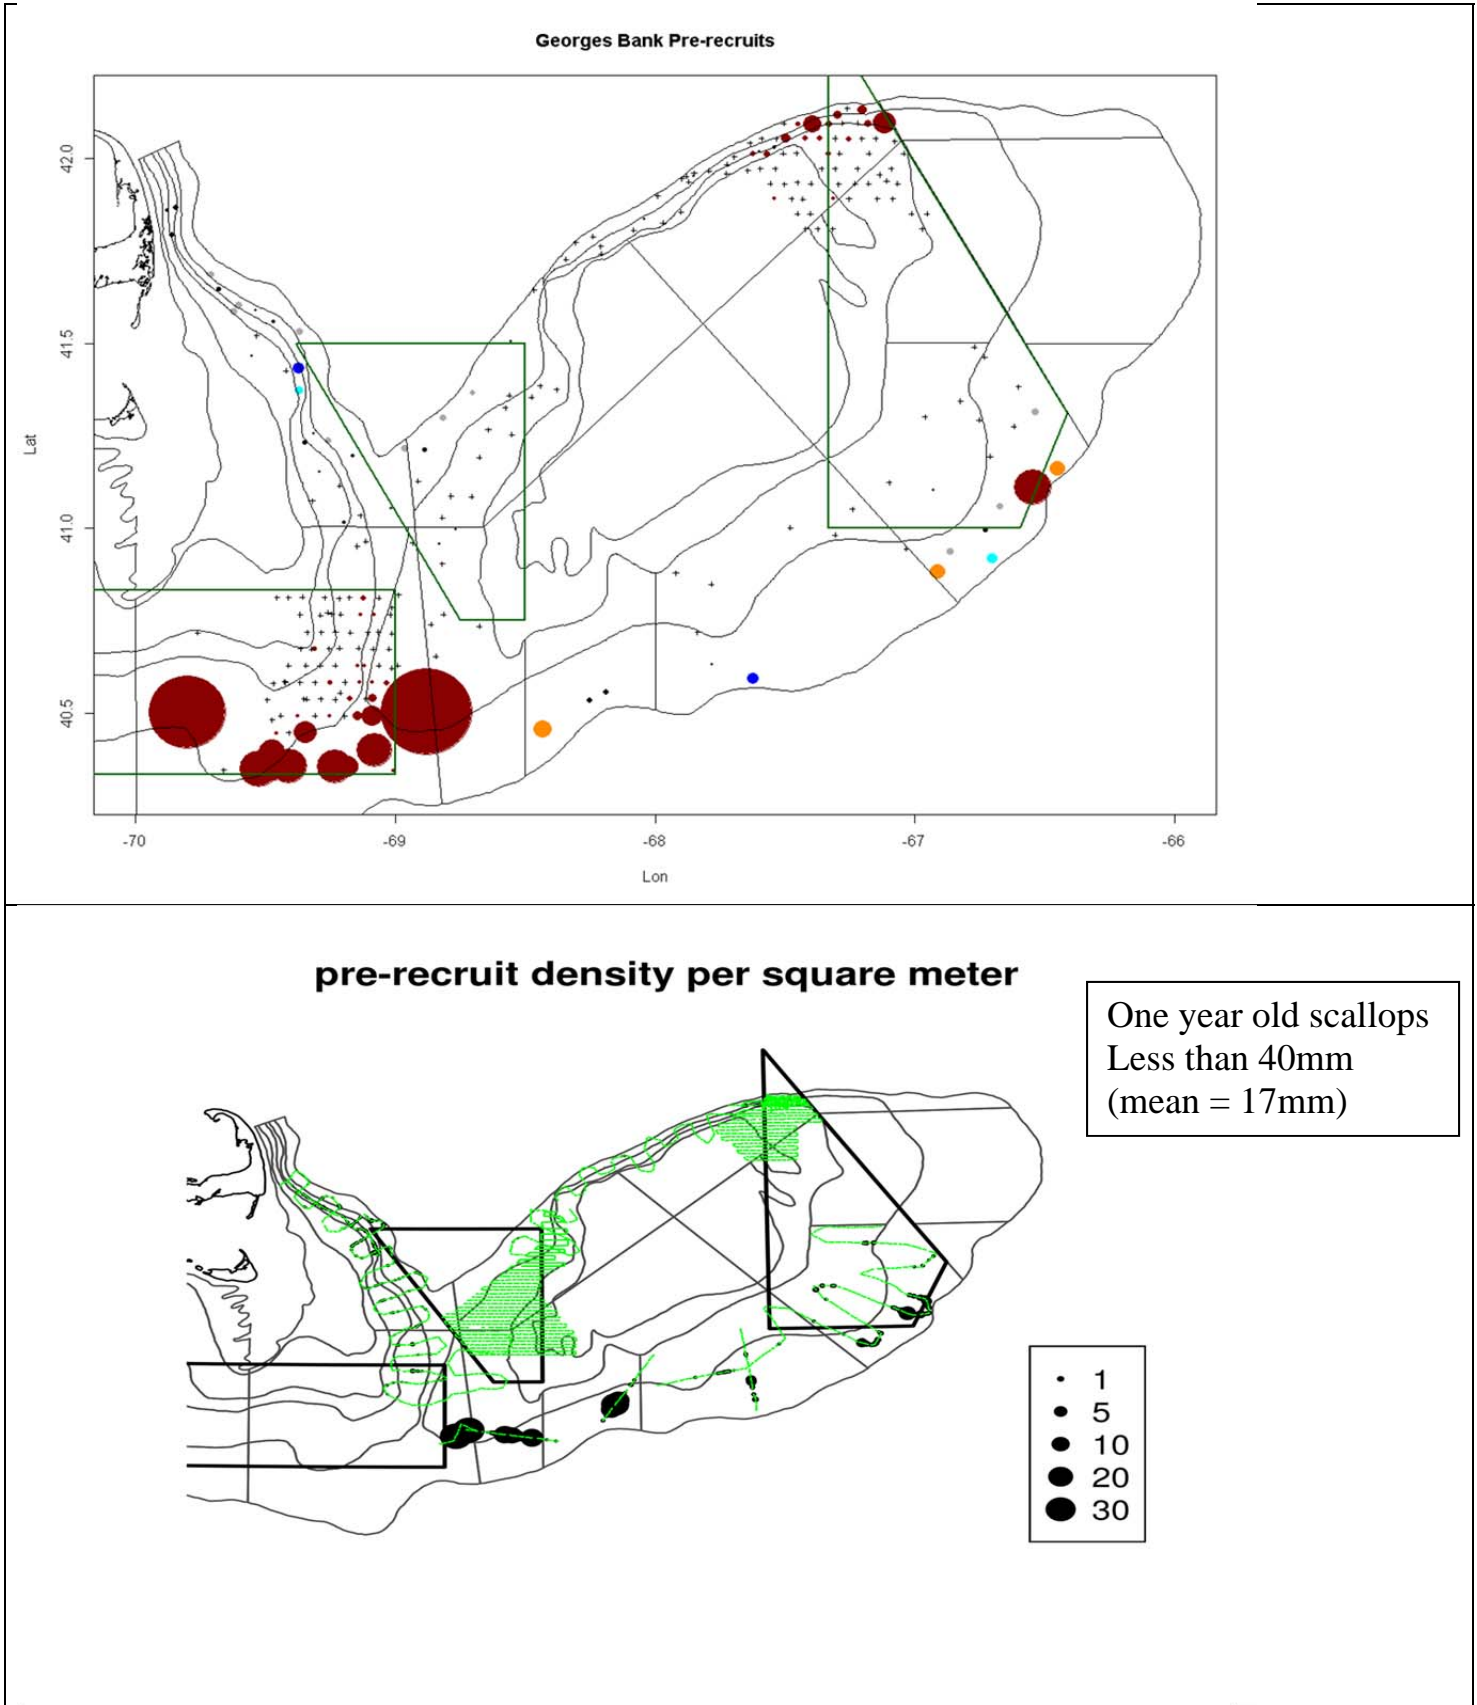 Georges Bank Pre-recruits
Lat
42.0
41.5
41.0
40.5
-70 -69 -68 -67 -66
Lon
pre-recruit density per square meter
One year old scallops
Less than 40mm
(mean = 17mm)
1
5
10
20
30